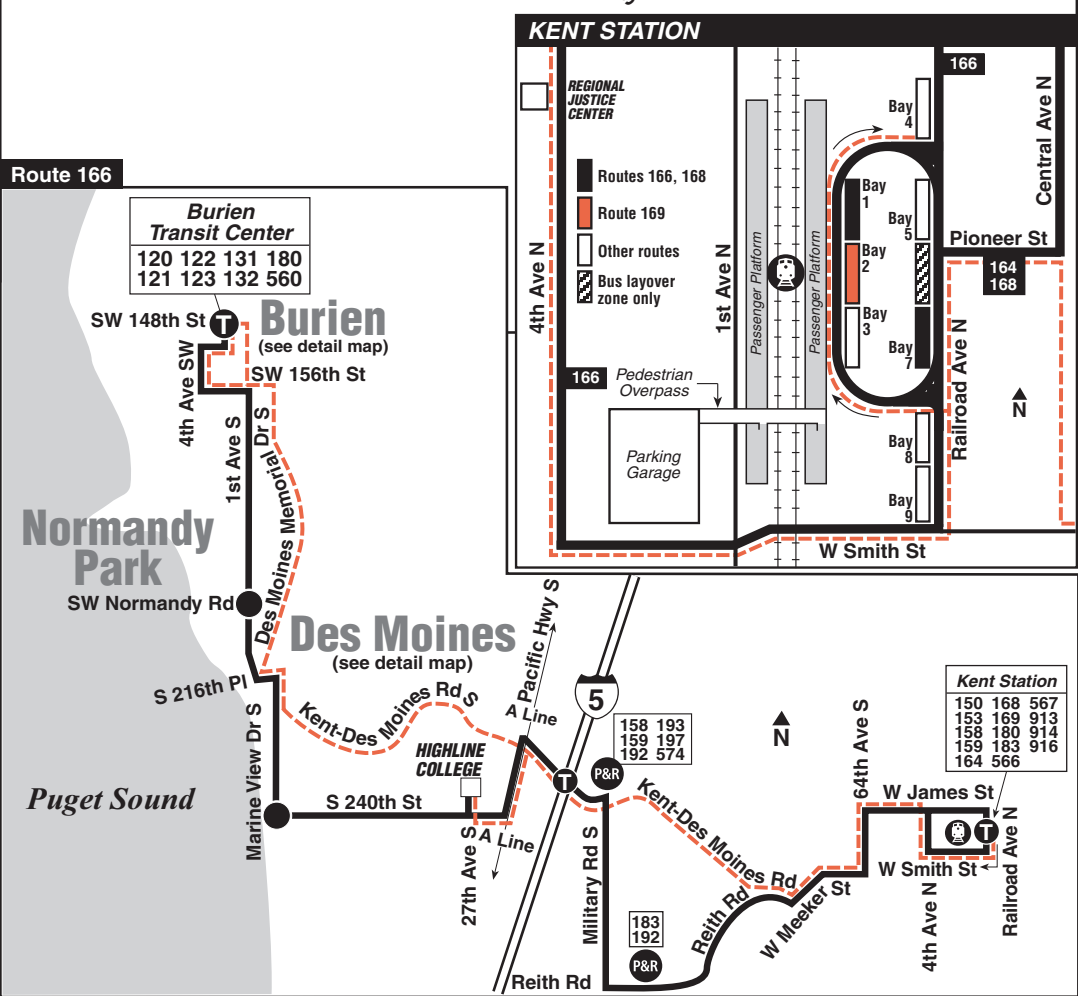 KENT STATION
REGIONAL
JUSTICE
CENTER
166
Bay
4
Central Ave N
Routes 166, 168
Route 169
Other routes
Bus layover
zone only
4th Ave N
1st Ave N
Passenger Platform
Passenger Platform
Bay
1
Bay
2
Bay
3
Bay
5
Bay
7
Pioneer St
164
168
Railroad Ave N
N
166
Pedestrian
Overpass
Parking
Garage
Bay
8
Bay
9
W Smith St
Route 166
Burien
Transit Center
120 122 131 180
121 123 132 560
SW 148th St
T
Burien
(see detail map)
4th Ave SW
SW 156th St
1st Ave S
Des Moines Memorial Dr S
Normandy
Park
SW Normandy Rd
Des Moines
(see detail map)
S 216th Pl
Marine View Dr S
Kent-Des Moines Rd S
Pacific Hwy S
A Line
5
HIGHLINE
COLLEGE
158 193
159 197
192 574
P&R
T
N
Puget Sound
S 240th St
A Line
27th Ave S
Military Rd S
Kent-Des Moines Rd
183
192
P&R
Reith Rd
Reith Rd
W Meeker St
64th Ave S
Kent Station
150 168 567
153 169 913
158 180 914
159 183 916
164 566
W James St
T
W Smith St
4th Ave N
Railroad Ave N